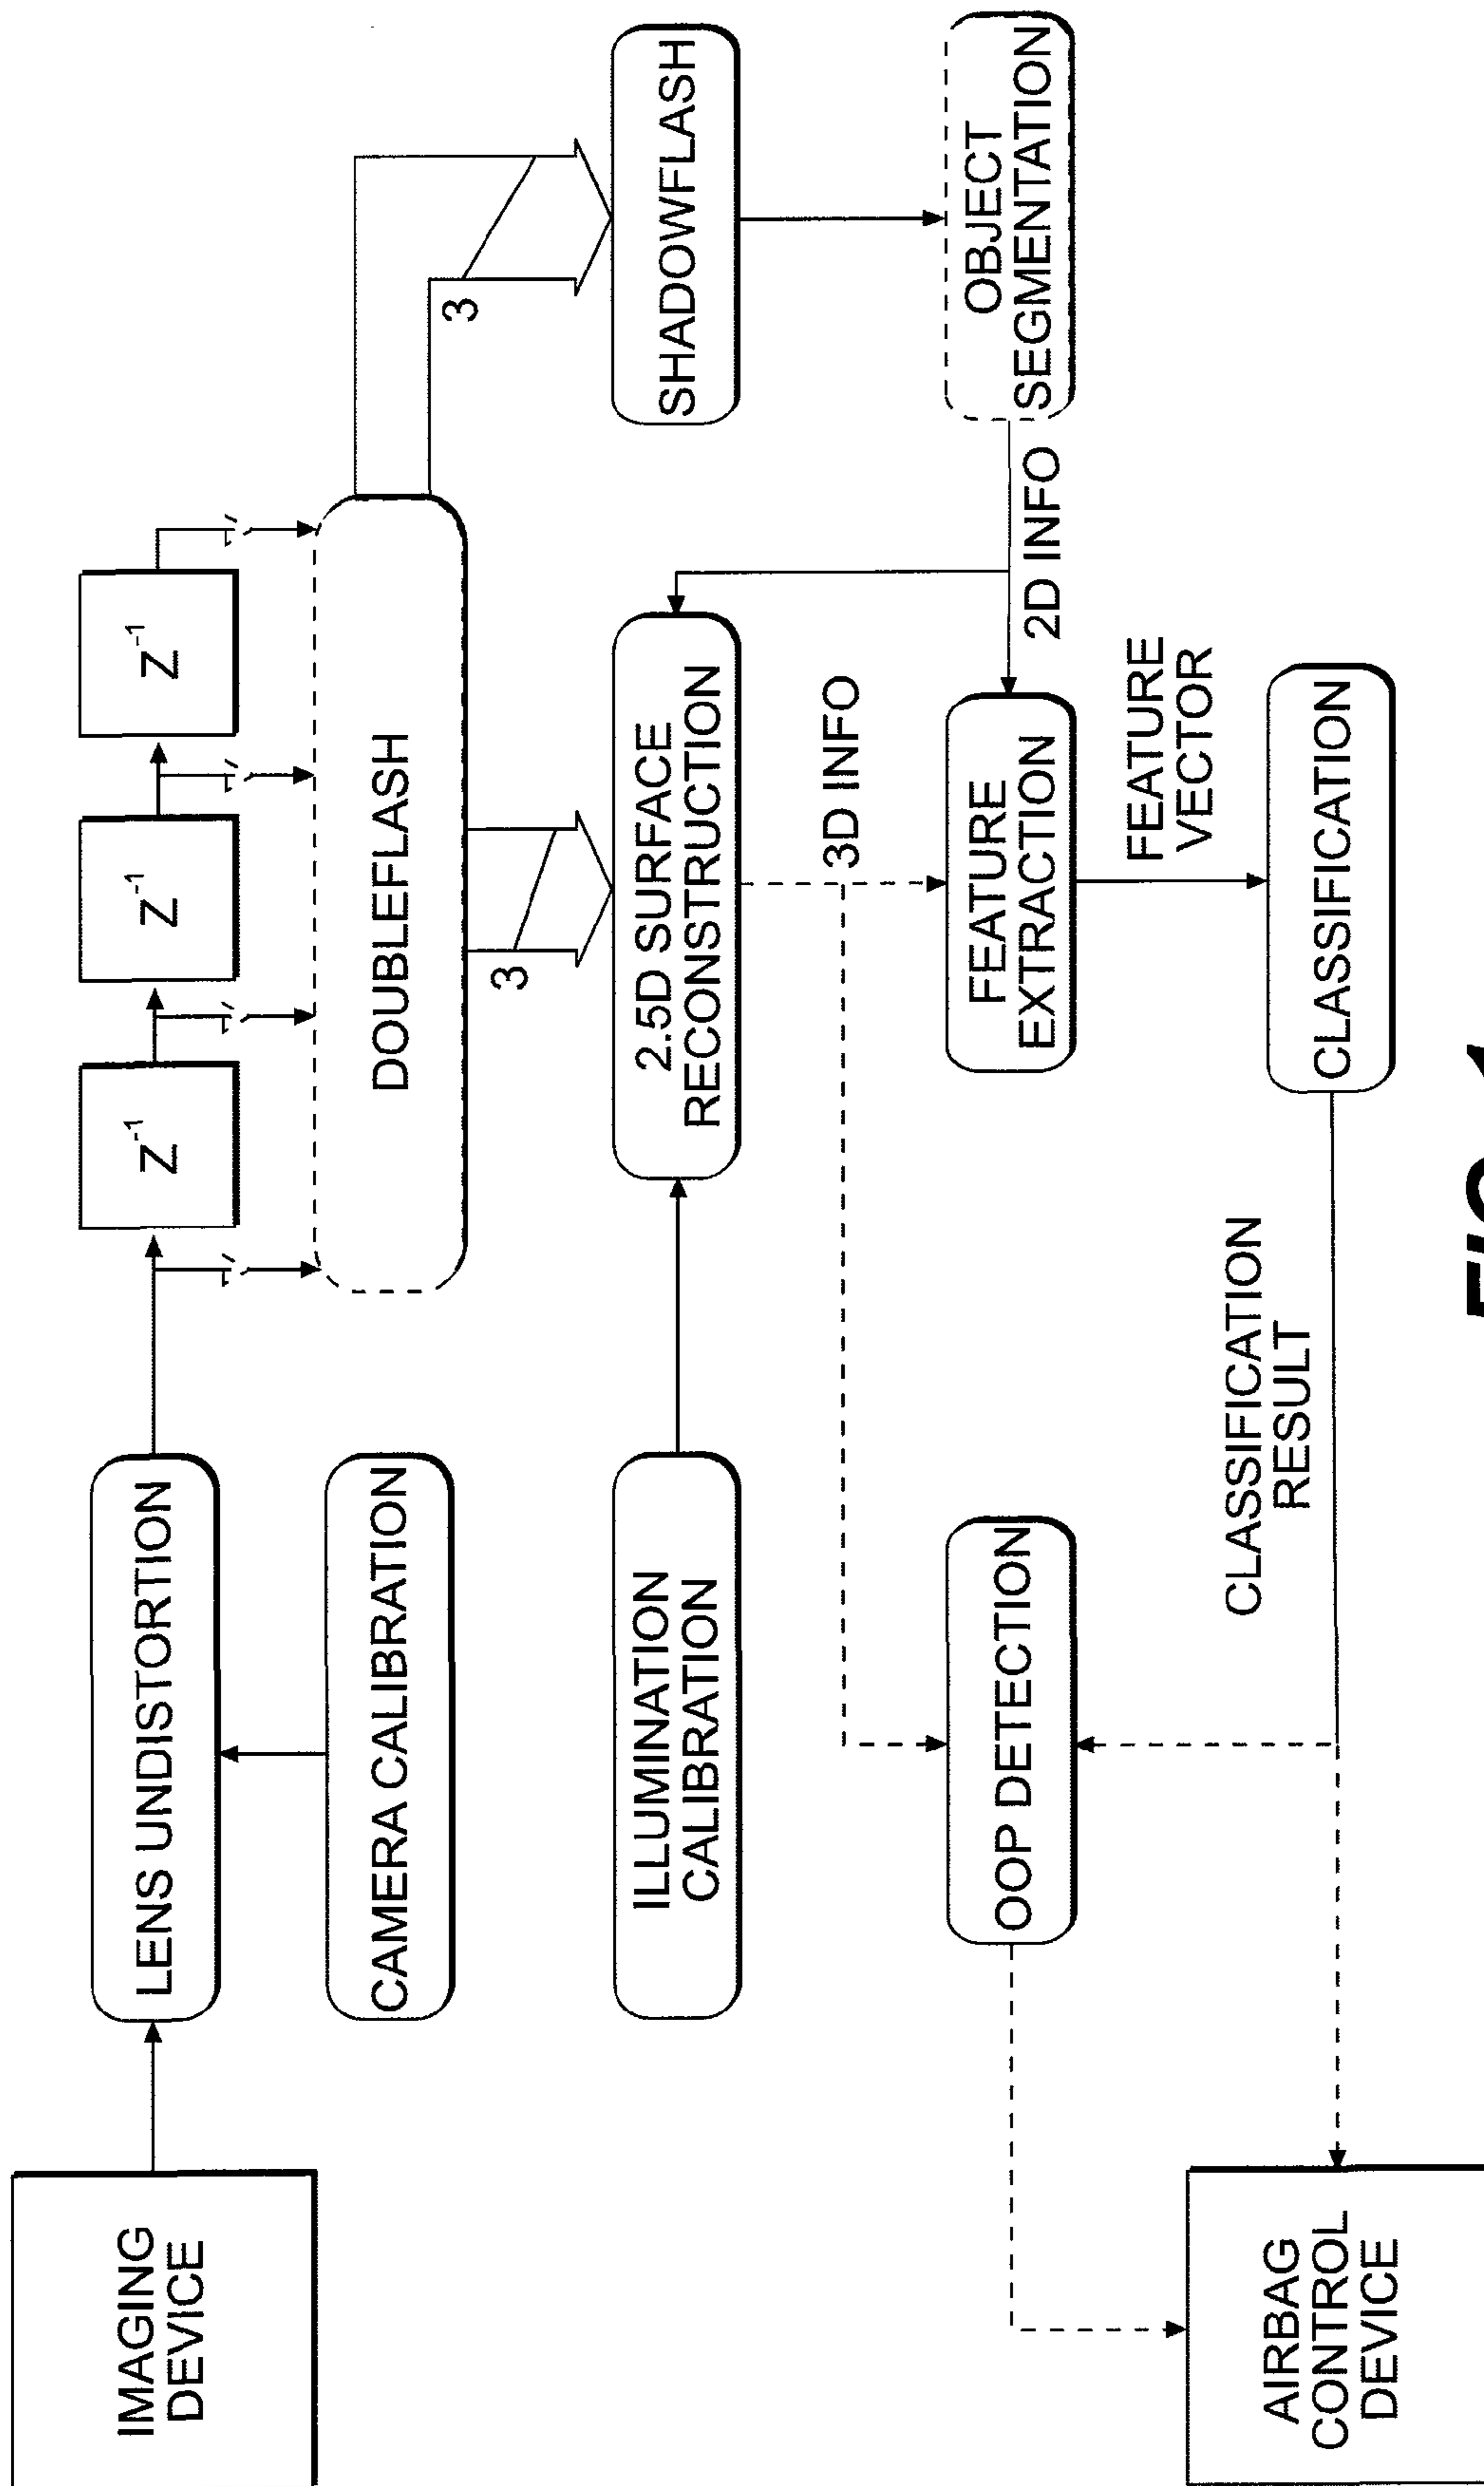 IMAGING
DEVICE
LENS UNDISTORTION
Z⁻¹
Z⁻¹
Z⁻¹
CAMERA CALIBRATION
DOUBLEFLASH
3
3
ILLUMINATION
CALIBRATION
2.5D SURFACE
RECONSTRUCTION
SHADOWFLASH
3D INFO
OOP DETECTION
FEATURE
EXTRACTION
2D INFO
OBJECT
SEGMENTATION
FEATURE
VECTOR
CLASSIFICATION
RESULT
CLASSIFICATION
AIRBAG
CONTROL
DEVICE